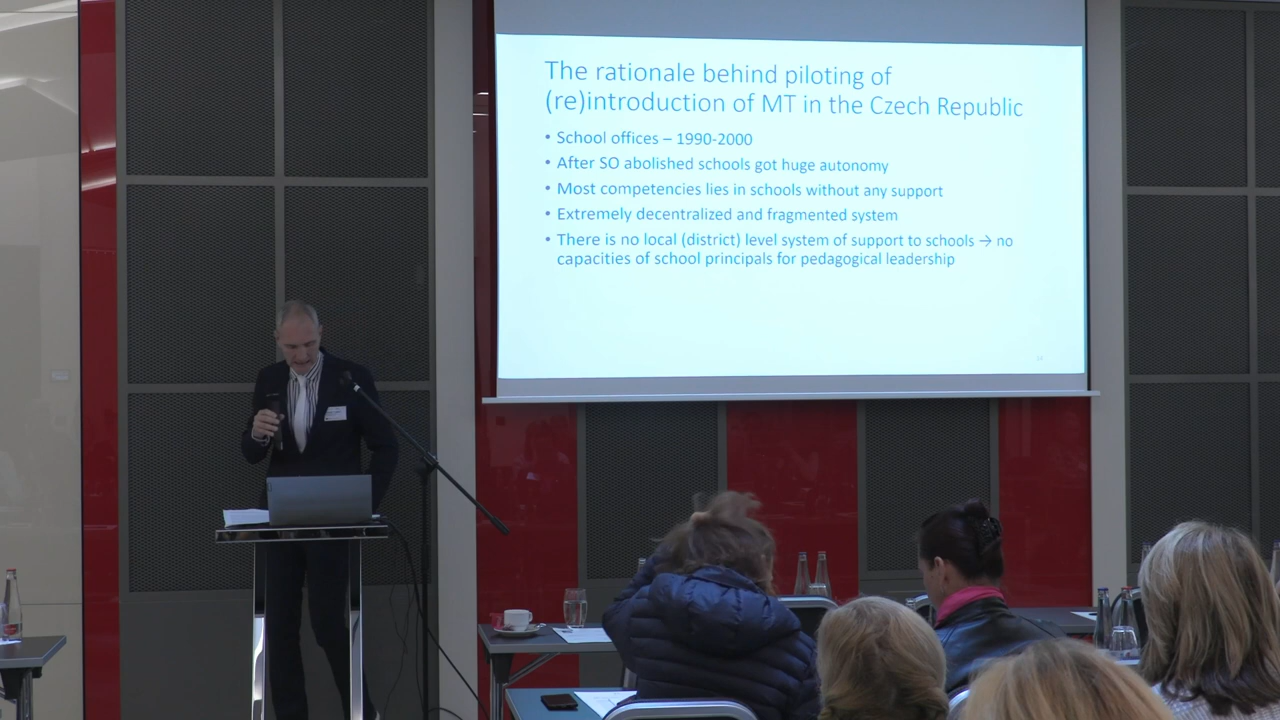 The rationale behind piloting of
(re)introduction of MT in the Czech Republic
• School offices – 1990-2000
• After SO abolished schools got huge autonomy
• Most competencies lies in schools without any support
• Extremely decentralized and fragmented system
• There is no local (district) level system of support to schools → no
capacities of school principals for pedagogical leadership